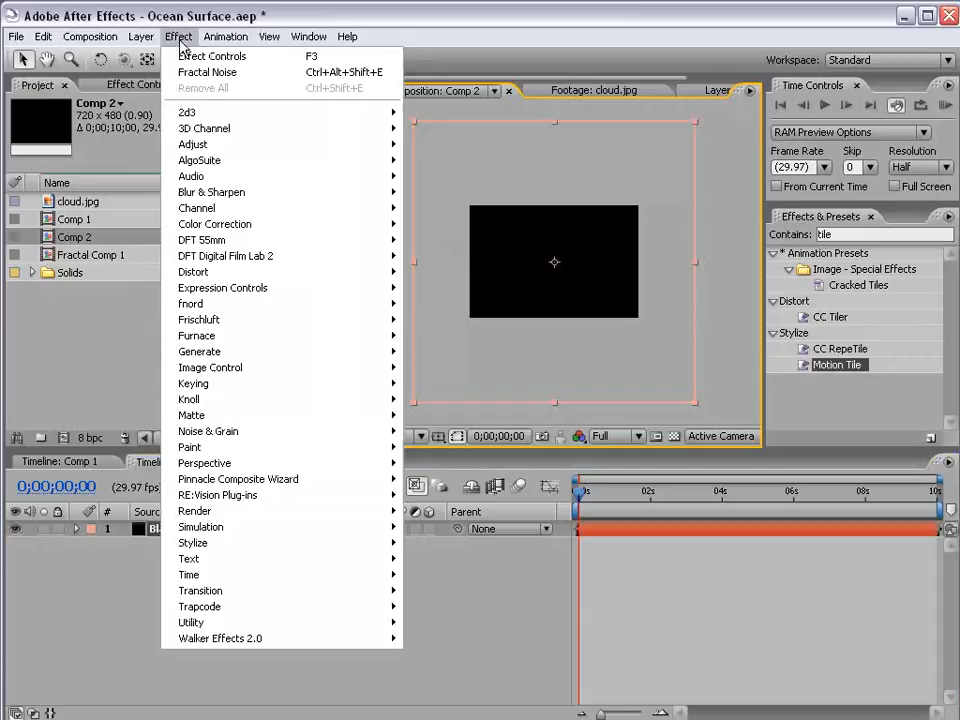 Adobe After Effects - Ocean Surface.aep *
File Edit Composition Layer Effect Animation View Window Help
Workspace: Standard
Project Effect Cont
position: Comp 2 Footage: cloud.jpg Layer
Time Controls
Comp 2
720 x 480 (0.90)
Δ 0;00;10;00, 29.9
RAM Preview Options
Frame Rate Skip Resolution
(29.97) 0 Half
From Current Time Full Screen
Name
cloud.jpg
Comp 1
Comp 2
Fractal Comp 1
Solids
Effects & Presets
Contains: tile
* Animation Presets
Image - Special Effects
Cracked Tiles
Distort
CC Tiler
Stylize
CC RepeTile
Motion Tile
Effect Controls F3
Fractal Noise Ctrl+Alt+Shift+E
Remove All Ctrl+Shift+E
2d3
3D Channel
Adjust
AlgoSuite
Audio
Blur & Sharpen
Channel
Color Correction
DFT 55mm
DFT Digital Film Lab 2
Distort
Expression Controls
fnord
Frischluft
Furnace
Generate
Image Control
Keying
Knoll
Matte
Noise & Grain
Paint
Perspective
Pinnacle Composite Wizard
RE:Vision Plug-ins
Render
Simulation
Stylize
Text
Time
Transition
Trapcode
Utility
Walker Effects 2.0
8 bpc
0;00;00;00 Full Active Camera
Timeline: Comp 1 Timeli
0;00;00;00 (29.97 fps)
# Sourc Parent
1 Bl None
0s 02s 04s 06s 08s 10s